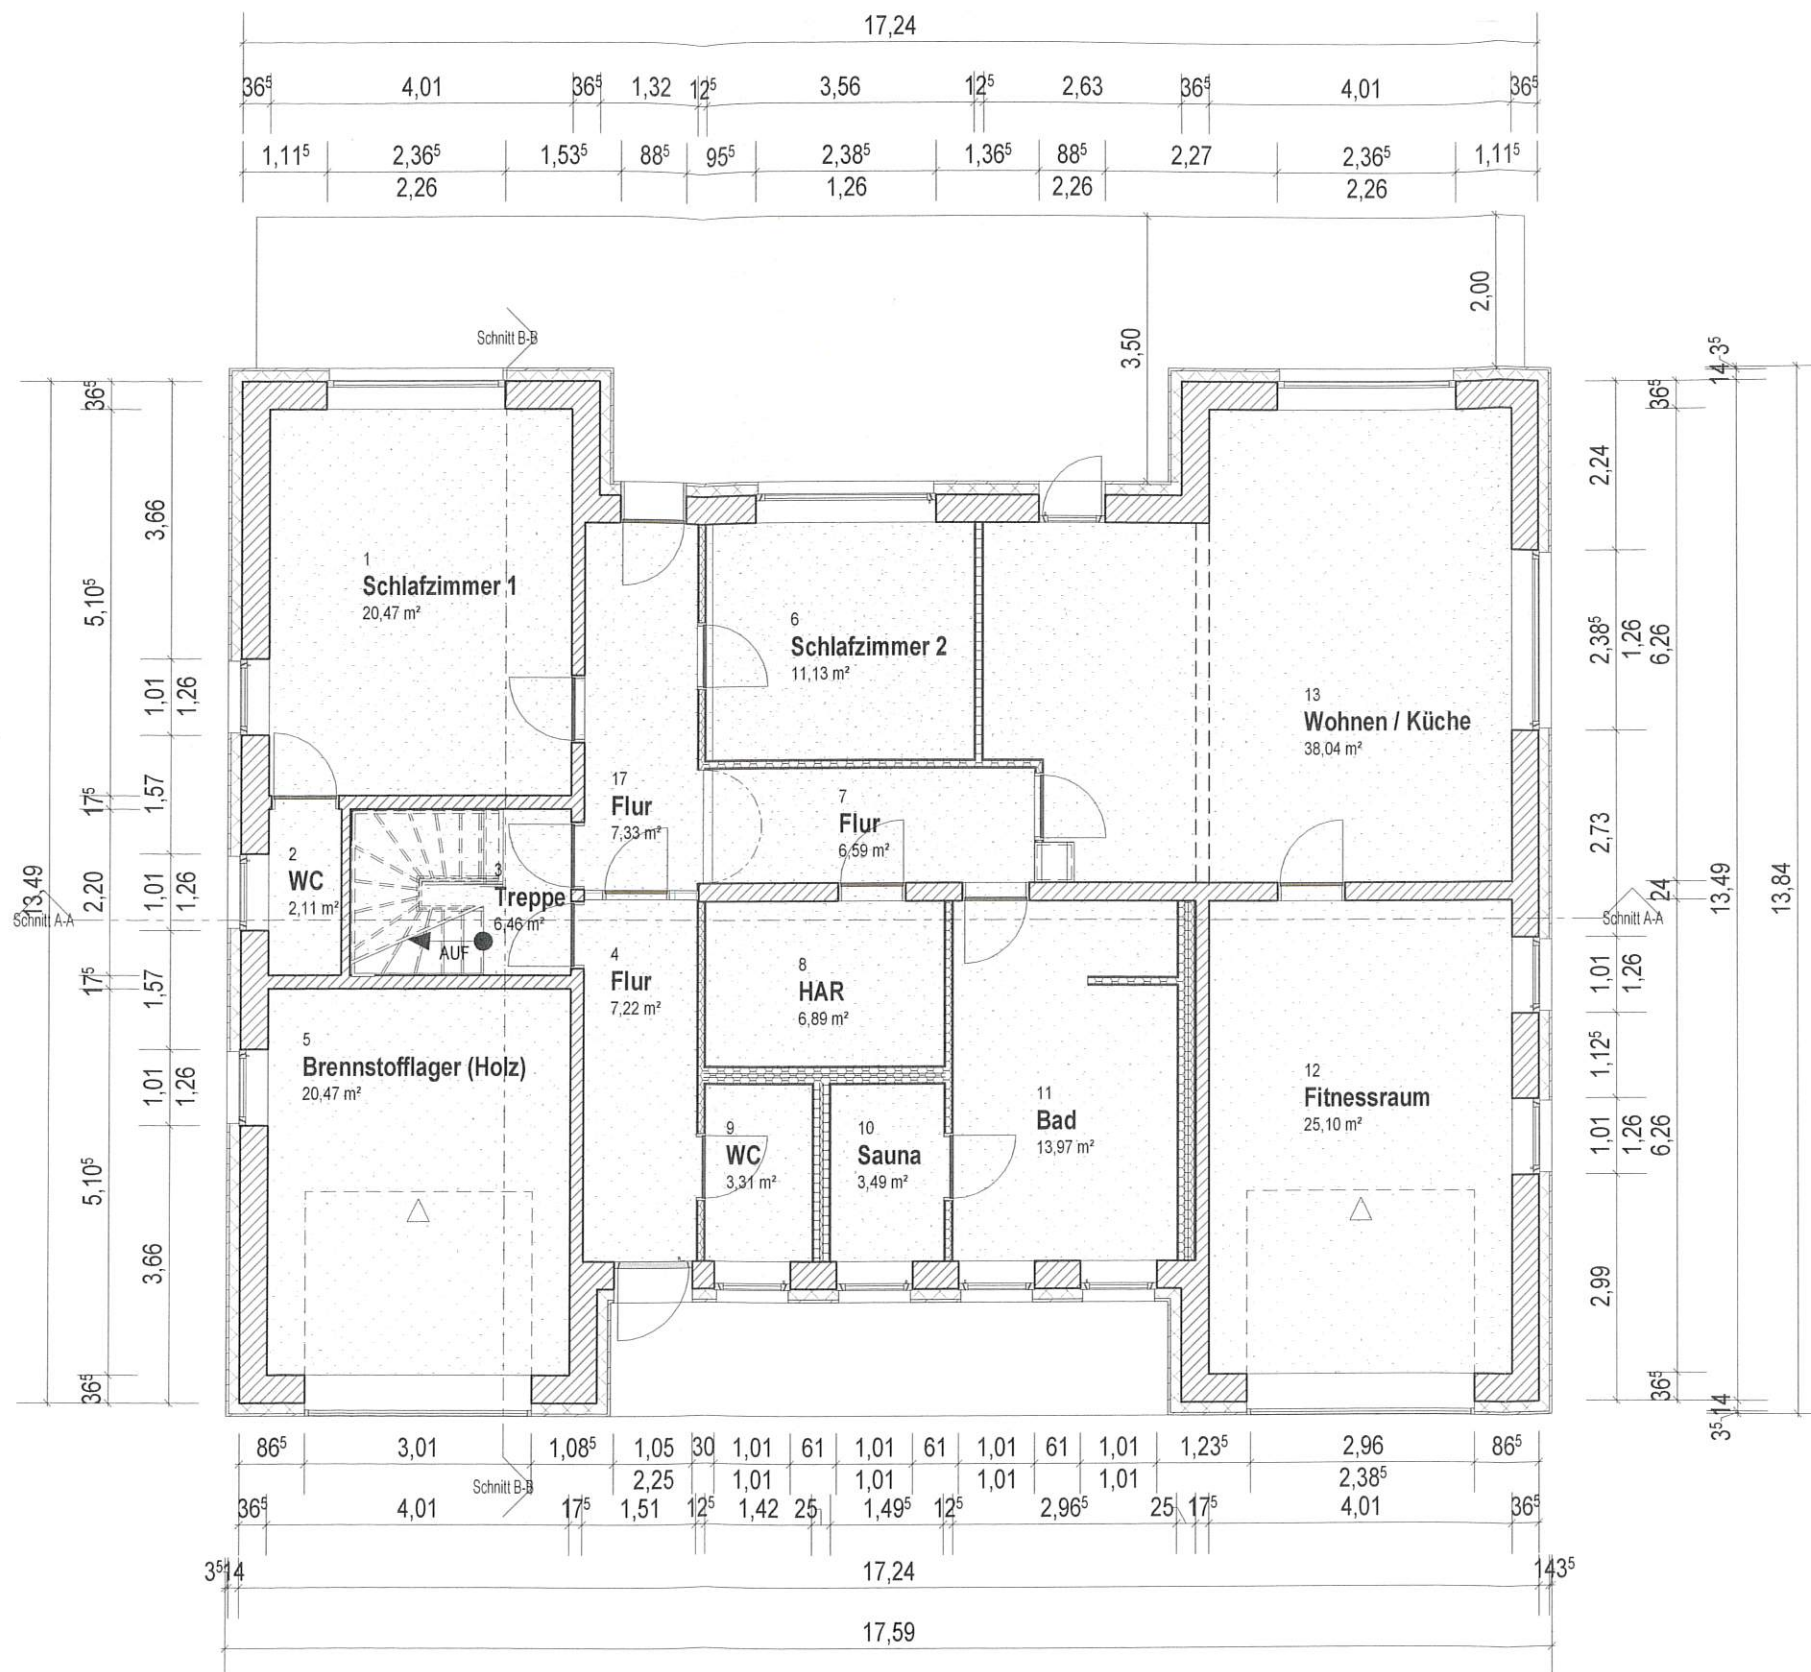 17,24
36⁵ 4,01 36⁵ 1,32 12⁵ 3,56 12⁵ 2,63 36⁵ 4,01 36⁵
1,11⁵ 2,36⁵ 1,53⁵ 88⁵ 95⁵ 2,38⁵ 1,36⁵ 88⁵ 2,27 2,36⁵ 1,11⁵
2,26 1,26 2,26 2,26
3,50
2,00
Schnitt B-B
13,49
36⁵
5,10⁵
17⁵
2,20
17⁵
5,10⁵
36⁵
3,66
1,01
1,26
1,57
1,01
1,26
1,57
1,01
1,26
3,66
Schnitt A-A
1
Schlafzimmer 1
20,47 m²
6
Schlafzimmer 2
11,13 m²
13
Wohnen / Küche
38,04 m²
17
Flur
7,33 m²
7
Flur
6,59 m²
2
WC
2,11 m²
3
Treppe
6,46 m²
AUF
4
Flur
7,22 m²
8
HAR
6,89 m²
5
Brennstofflager (Holz)
20,47 m²
9
WC
3,31 m²
10
Sauna
3,49 m²
11
Bad
13,97 m²
12
Fitnessraum
25,10 m²
2,24
2,38⁵
1,26
2,73
1,01
1,26
1,12⁵
1,01
1,26
2,99
36⁵
6,26
24
6,26
36⁵
14 3⁵
13,49
3⁵ 14
13,84
Schnitt A-A
86⁵ 3,01 1,08⁵ 1,05 30 1,01 61 1,01 61 1,01 61 1,01 1,23⁵ 2,96 86⁵
2,25 1,01 1,01 1,01 1,01 2,38⁵
Schnitt B-B
36⁵ 4,01 17⁵ 1,51 12⁵ 1,42 25 1,49⁵ 12⁵ 2,96⁵ 25 17⁵ 4,01 36⁵
3⁵ 14 17,24 14 3⁵
17,59